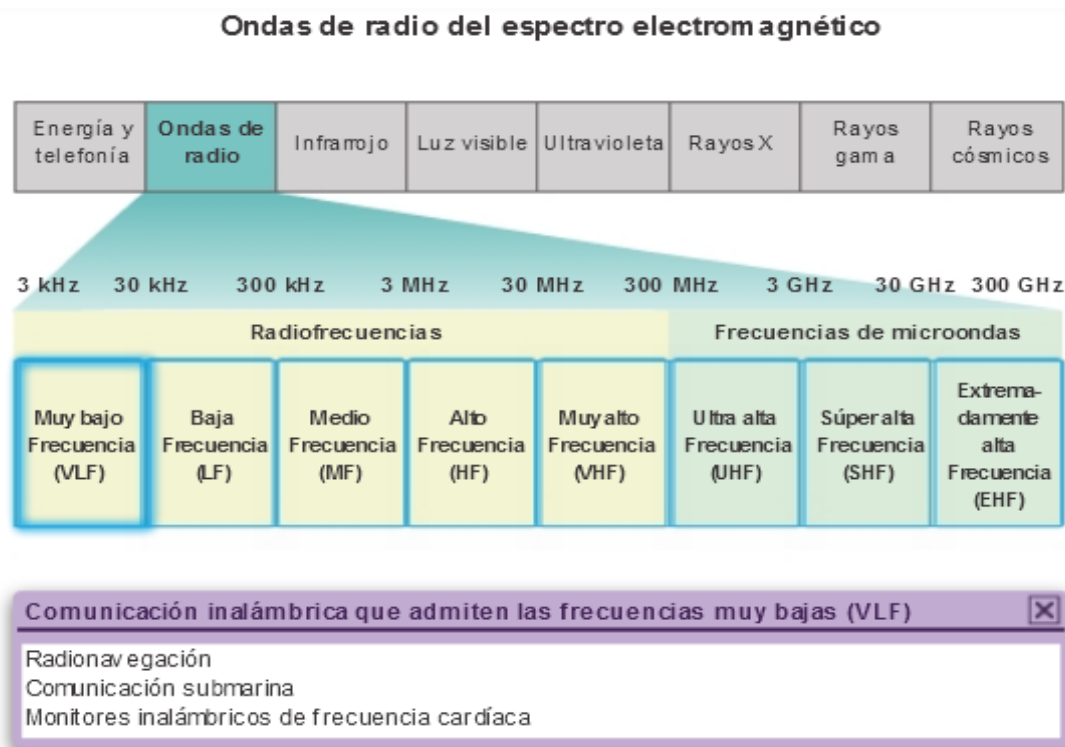 Ondas de radio del espectro electromagnético
Energía y telefonía
Ondas de radio
Infrarrojo
Luz visible
Ultravioleta
Rayos X
Rayos gama
Rayos cósmicos
3 kHz 30 kHz 300 kHz 3 MHz 30 MHz 300 MHz 3 GHz 30 GHz 300 GHz
Radiofrecuencias Frecuencias de microondas
Muy bajo
Frecuencia
(VLF)
Baja
Frecuencia
(LF)
Medio
Frecuencia
(MF)
Alto
Frecuencia
(HF)
Muy alto
Frecuencia
(VHF)
Ultra alta
Frecuencia
(UHF)
Súper alta
Frecuencia
(SHF)
Extrema-
damente
alta
Frecuencia
(EHF)
Comunicación inalámbrica que admiten las frecuencias muy bajas (VLF)
Radionavegación
Comunicación submarina
Monitores inalámbricos de frecuencia cardíaca